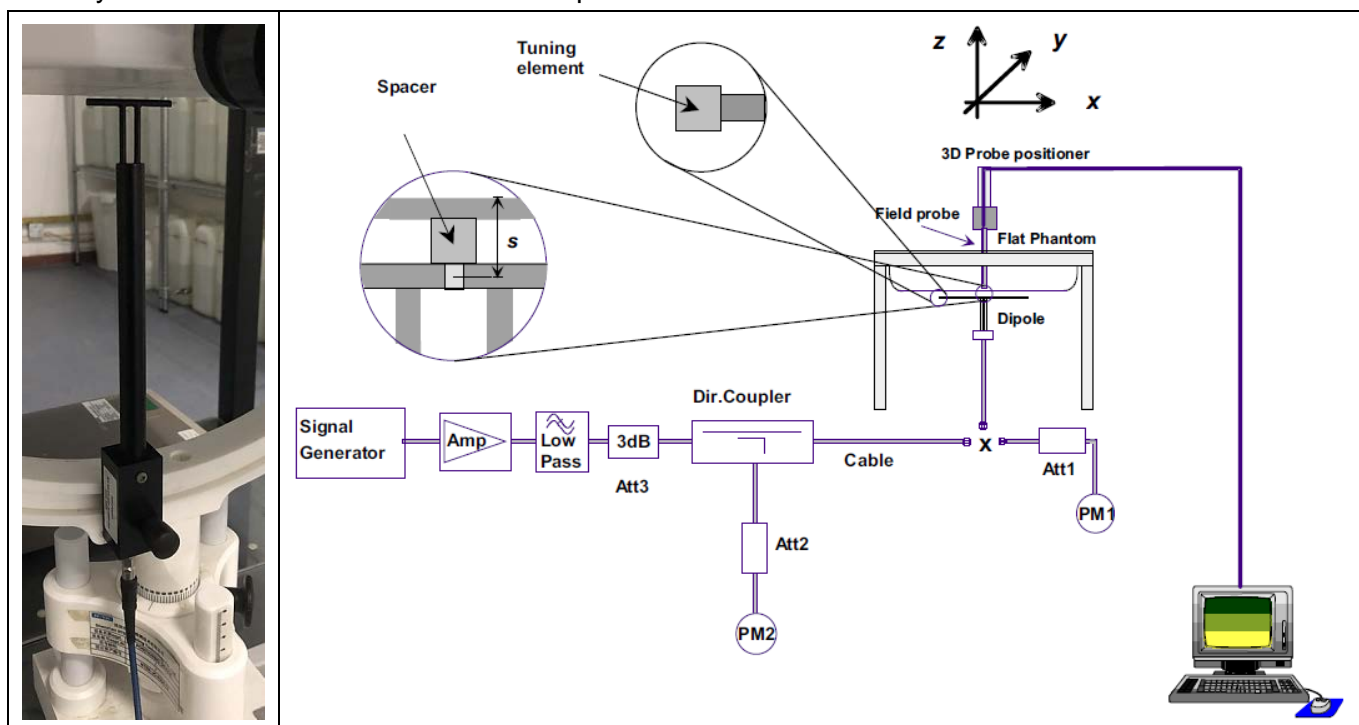 Tuning
element
Spacer
s
z
y
x
3D Probe positioner
Field probe
Flat Phantom
Dipole
Dir.Coupler
Signal
Generator
Amp
Low
Pass
3dB
Att3
Cable
X
Att1
PM1
Att2
PM2